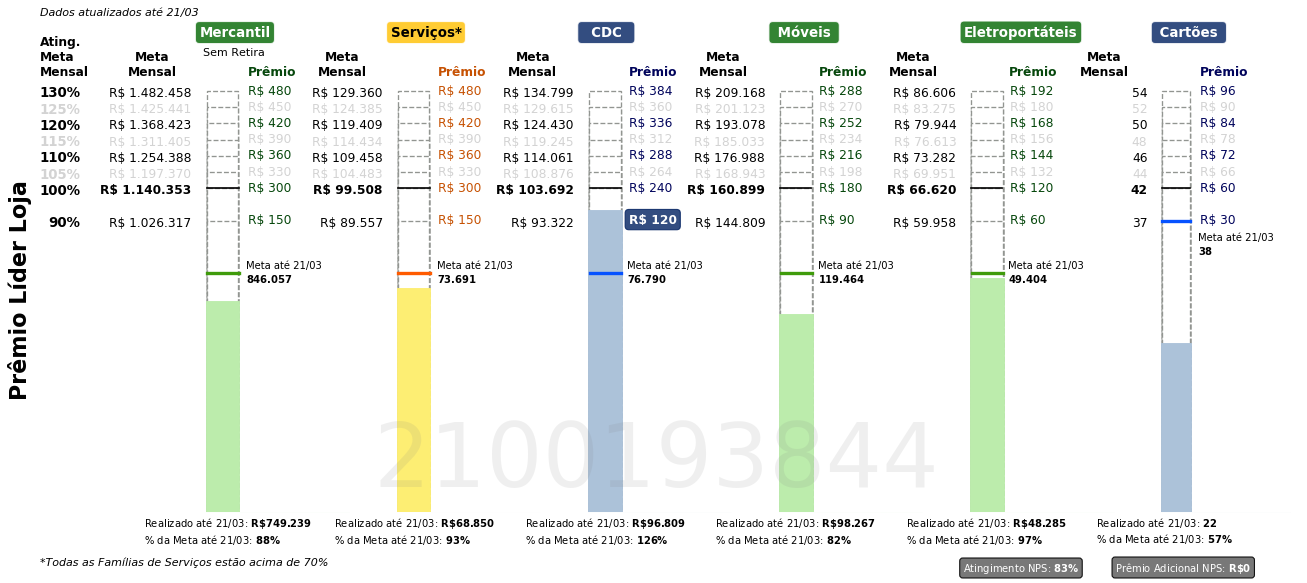 Dados atualizados até 21/03
Mercantil Serviços* CDC Móveis Eletroportáteis Cartões
Sem Retira
Ating. Meta Mensal
Meta Mensal Prêmio Meta Mensal Prêmio Meta Mensal Prêmio Meta Mensal Prêmio Meta Mensal Prêmio Meta Mensal Prêmio
130% R$ 1.482.458 R$ 480 R$ 129.360 R$ 480 R$ 134.799 R$ 384 R$ 209.168 R$ 288 R$ 86.606 R$ 192 54 R$ 96
125% R$ 1.425.441 R$ 450 R$ 124.385 R$ 450 R$ 129.615 R$ 360 R$ 201.123 R$ 270 R$ 83.275 R$ 180 52 R$ 90
120% R$ 1.368.423 R$ 420 R$ 119.409 R$ 420 R$ 124.430 R$ 336 R$ 193.078 R$ 252 R$ 79.944 R$ 168 50 R$ 84
115% R$ 1.311.405 R$ 390 R$ 114.434 R$ 390 R$ 119.245 R$ 312 R$ 185.033 R$ 234 R$ 76.613 R$ 156 48 R$ 78
110% R$ 1.254.388 R$ 360 R$ 109.458 R$ 360 R$ 114.061 R$ 288 R$ 176.988 R$ 216 R$ 73.282 R$ 144 46 R$ 72
105% R$ 1.197.370 R$ 330 R$ 104.483 R$ 330 R$ 108.876 R$ 264 R$ 168.943 R$ 198 R$ 69.951 R$ 132 44 R$ 66
100% R$ 1.140.353 R$ 300 R$ 99.508 R$ 300 R$ 103.692 R$ 240 R$ 160.899 R$ 180 R$ 66.620 R$ 120 42 R$ 60
90% R$ 1.026.317 R$ 150 R$ 89.557 R$ 150 R$ 93.322 R$ 120 R$ 144.809 R$ 90 R$ 59.958 R$ 60 37 R$ 30
Meta até 21/03
38
Meta até 21/03 Meta até 21/03 Meta até 21/03 Meta até 21/03 Meta até 21/03
846.057 73.691 76.790 119.464 49.404
Prêmio Líder Loja
2100193844
Realizado até 21/03: R$749.239 Realizado até 21/03: R$68.850 Realizado até 21/03: R$96.809 Realizado até 21/03: R$98.267 Realizado até 21/03: R$48.285 Realizado até 21/03: 22
% da Meta até 21/03: 88% % da Meta até 21/03: 93% % da Meta até 21/03: 126% % da Meta até 21/03: 82% % da Meta até 21/03: 97% % da Meta até 21/03: 57%
*Todas as Famílias de Serviços estão acima de 70%
Atingimento NPS: 83% Prêmio Adicional NPS: R$0